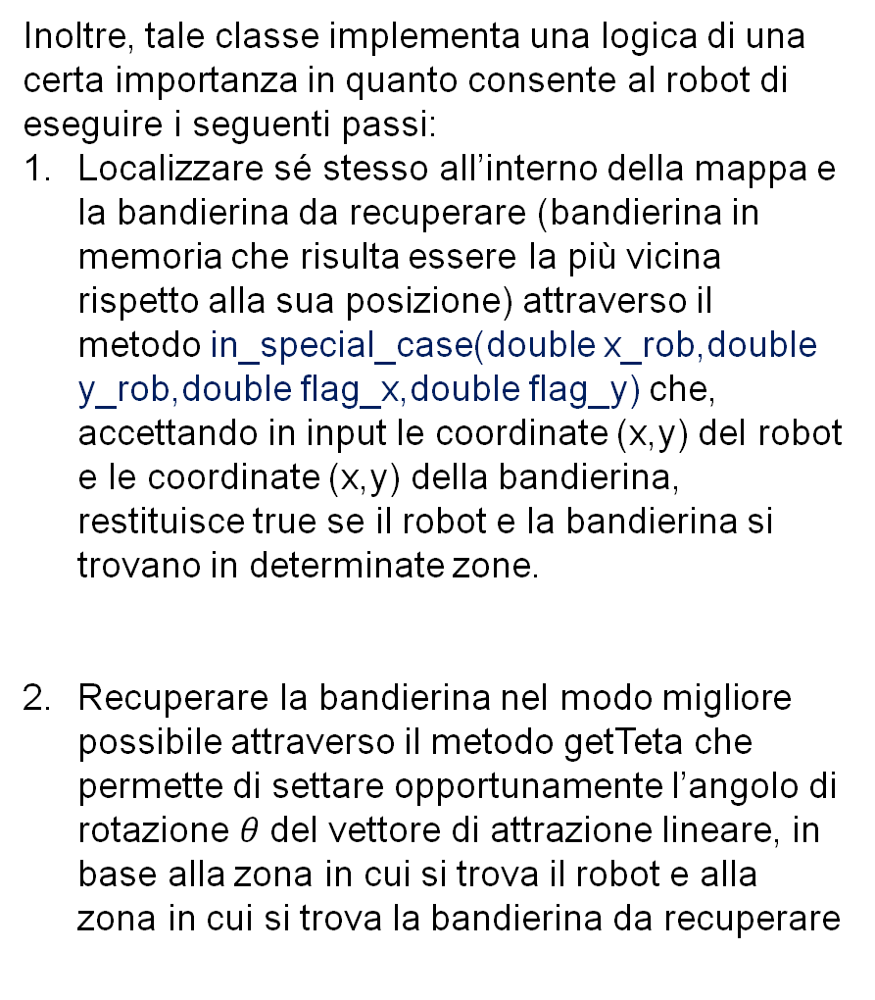 Inoltre, tale classe implementa una logica di una
certa importanza in quanto consente al robot di
eseguire i seguenti passi:
1. Localizzare sé stesso all’interno della mappa e
la bandierina da recuperare (bandierina in
memoria che risulta essere la più vicina
rispetto alla sua posizione) attraverso il
metodo in_special_case(double x_rob,double
y_rob,double flag_x,double flag_y) che,
accettando in input le coordinate (x,y) del robot
e le coordinate (x,y) della bandierina,
restituisce true se il robot e la bandierina si
trovano in determinate zone.
2. Recuperare la bandierina nel modo migliore
possibile attraverso il metodo getTeta che
permette di settare opportunamente l’angolo di
rotazione θ del vettore di attrazione lineare, in
base alla zona in cui si trova il robot e alla
zona in cui si trova la bandierina da recuperare